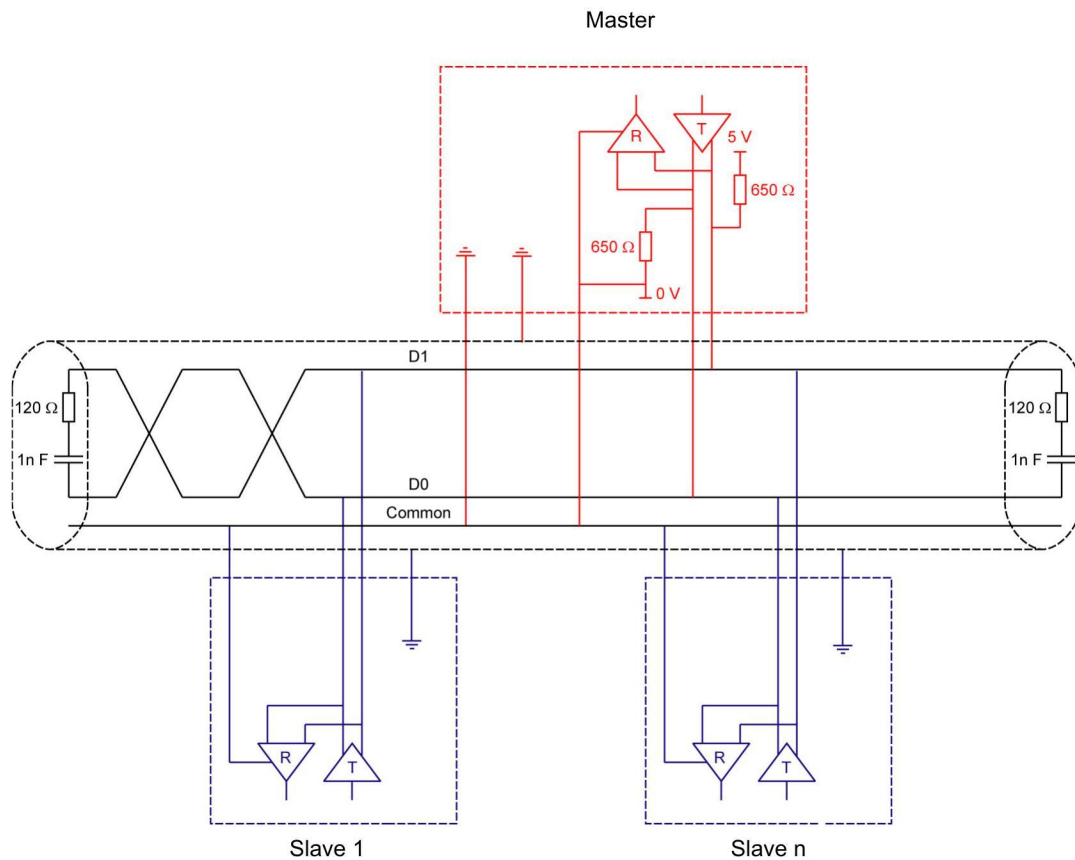 Master
R
T
5 V
650 Ω
650 Ω
0 V
D1
120 Ω
120 Ω
1n F
1n F
D0
Common
R
T
R
T
Slave 1
Slave n